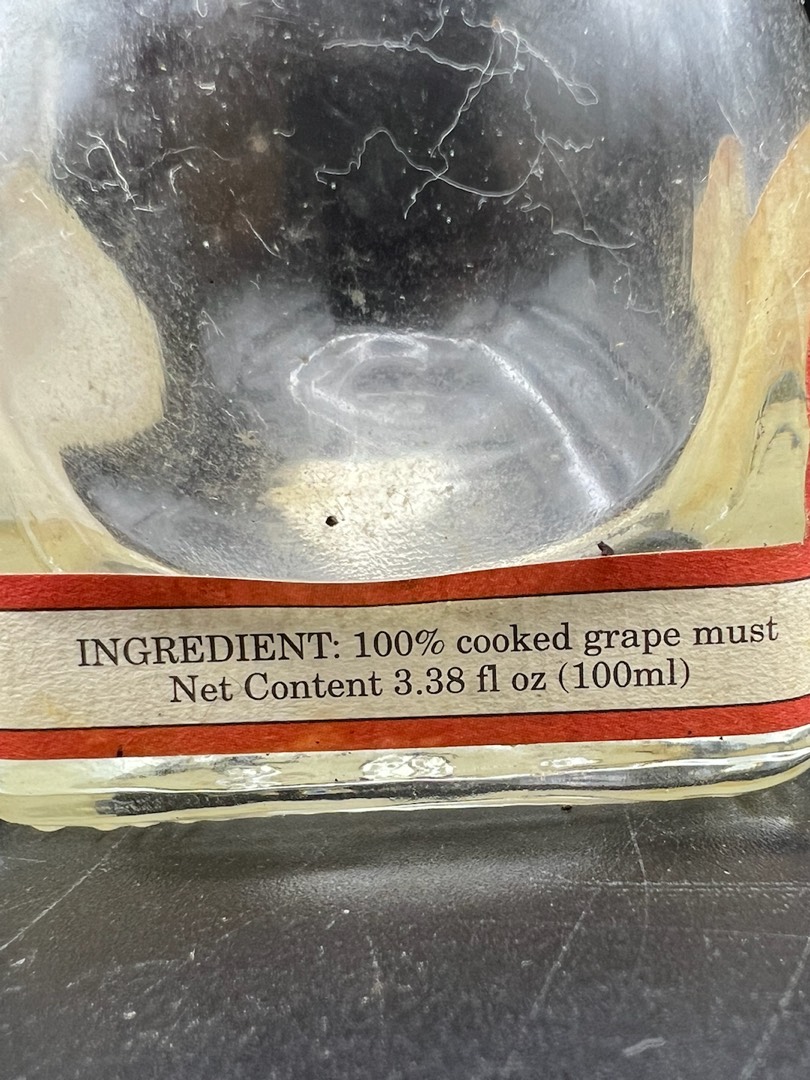 INGREDIENT: 100% cooked grape must
Net Content 3.38 fl oz (100ml)